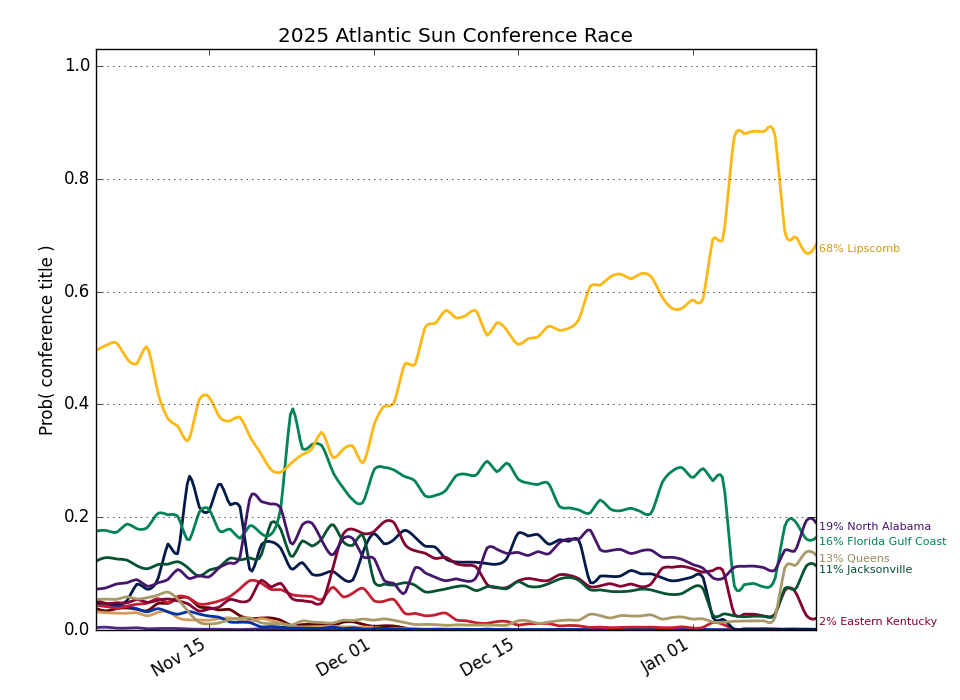 2025 Atlantic Sun Conference Race
Prob( conference title )
1.0
0.8
0.6
0.4
0.2
0.0
68% Lipscomb
19% North Alabama
16% Florida Gulf Coast
13% Queens
11% Jacksonville
2% Eastern Kentucky
Nov 15
Dec 01
Dec 15
Jan 01